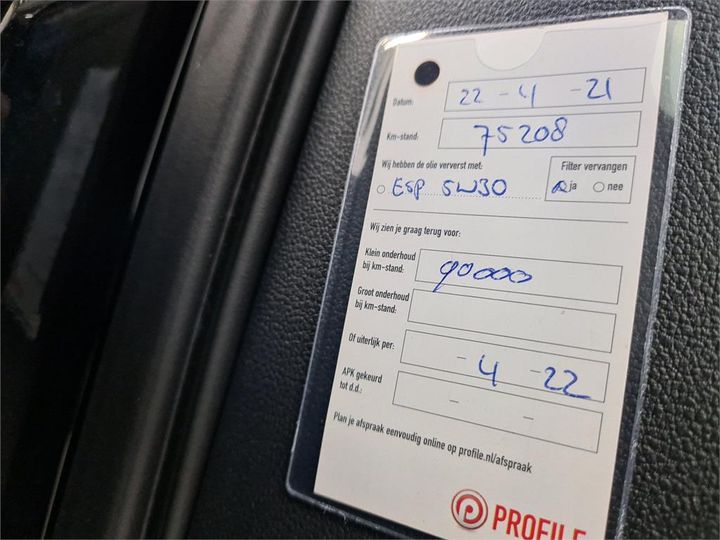 Datum: 22 - 4 - 21
Km-stand: 75208
Wij hebben de olie ververst met:
ESP 5W30
Filter vervangen
ja nee
Wij zien je graag terug voor:
Klein onderhoud
bij km-stand: 90000
Groot onderhoud
bij km-stand:
Of uiterlijk per: - 4 - 22
APK gekeurd
tot d.d.: - -
Plan je afspraak eenvoudig online op profile.nl/afspraak
PROFILE